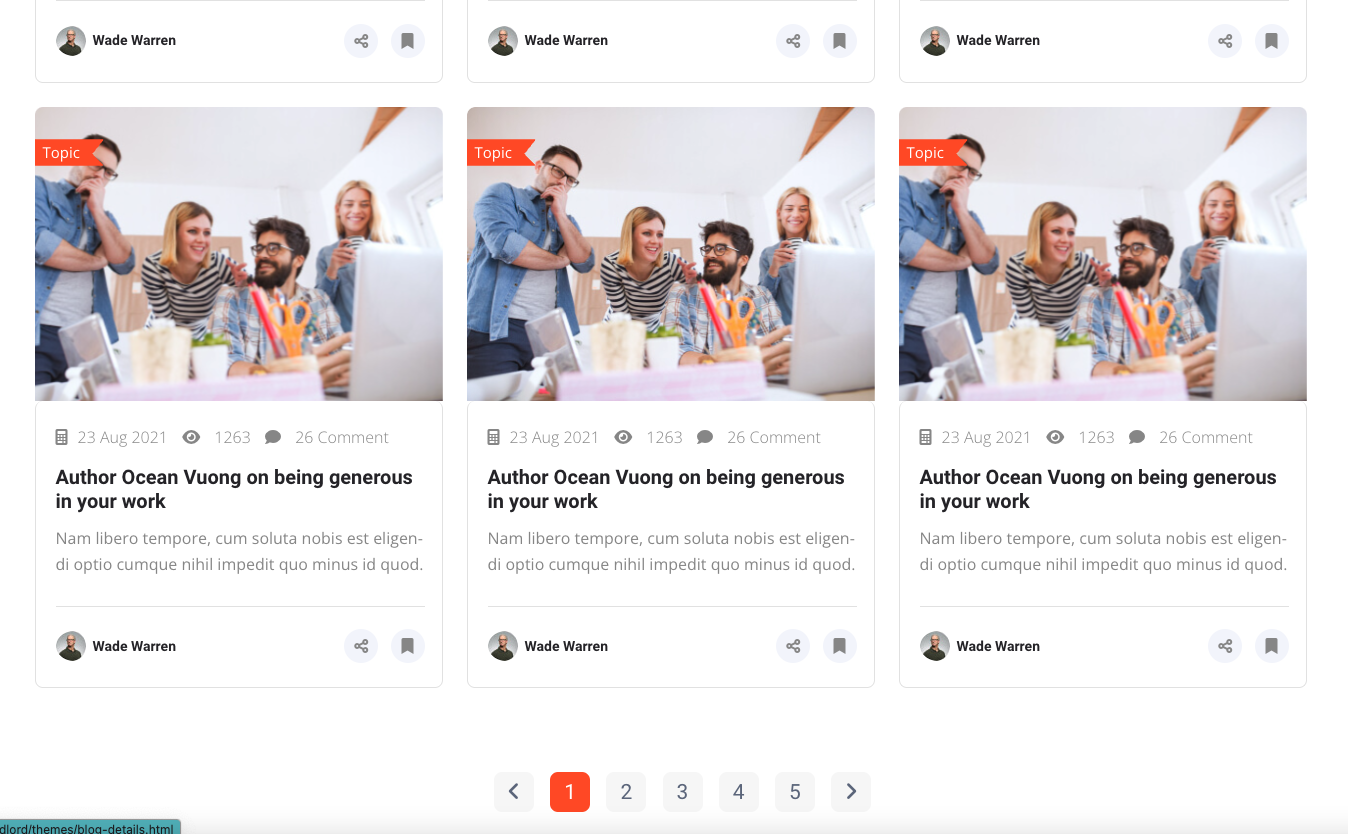 Wade Warren
Wade Warren
Wade Warren
Topic
Topic
Topic
23 Aug 2021 1263 26 Comment
Author Ocean Vuong on being generous
in your work
Nam libero tempore, cum soluta nobis est eligen-
di optio cumque nihil impedit quo minus id quod.
Wade Warren
23 Aug 2021 1263 26 Comment
Author Ocean Vuong on being generous
in your work
Nam libero tempore, cum soluta nobis est eligen-
di optio cumque nihil impedit quo minus id quod.
Wade Warren
23 Aug 2021 1263 26 Comment
Author Ocean Vuong on being generous
in your work
Nam libero tempore, cum soluta nobis est eligen-
di optio cumque nihil impedit quo minus id quod.
Wade Warren
1 2 3 4 5
dlord/themes/blog-details.html